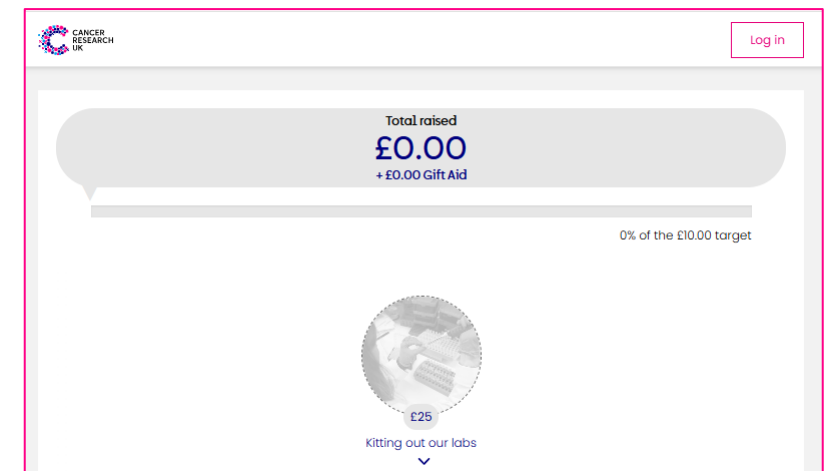 CANCER
RESEARCH
UK
Log in
Total raised
£0.00
+ £0.00 Gift Aid
0% of the £10.00 target
£25
Kitting out our labs